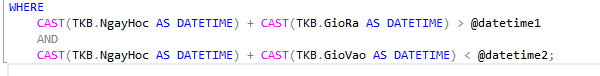 WHERE
CAST(TKB.NgayHoc AS DATETIME) + CAST(TKB.GioRa AS DATETIME) > @datetime1
AND
CAST(TKB.NgayHoc AS DATETIME) + CAST(TKB.GioVao AS DATETIME) < @datetime2;